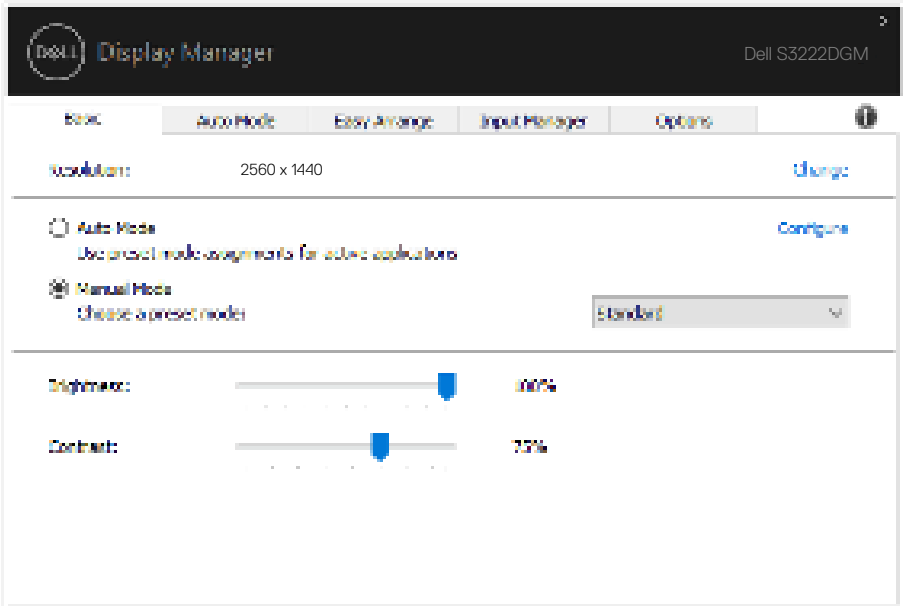 DELL Display Manager
Dell S3222DGM
Basic Auto Mode Easy Arrange Input Manager Options
Resolution: 2560 x 1440 Change
Auto Mode Configure
Use preset mode assignments for active applications
Manual Mode
Choose a preset mode: Standard
Brightness: 100%
Contrast: 75%